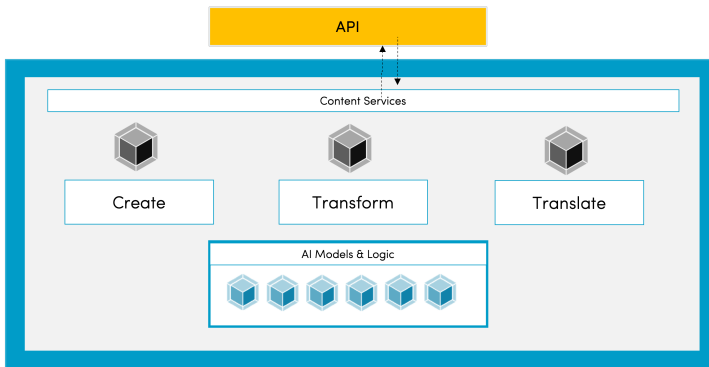 API
Content Services
Create
Transform
Translate
AI Models & Logic